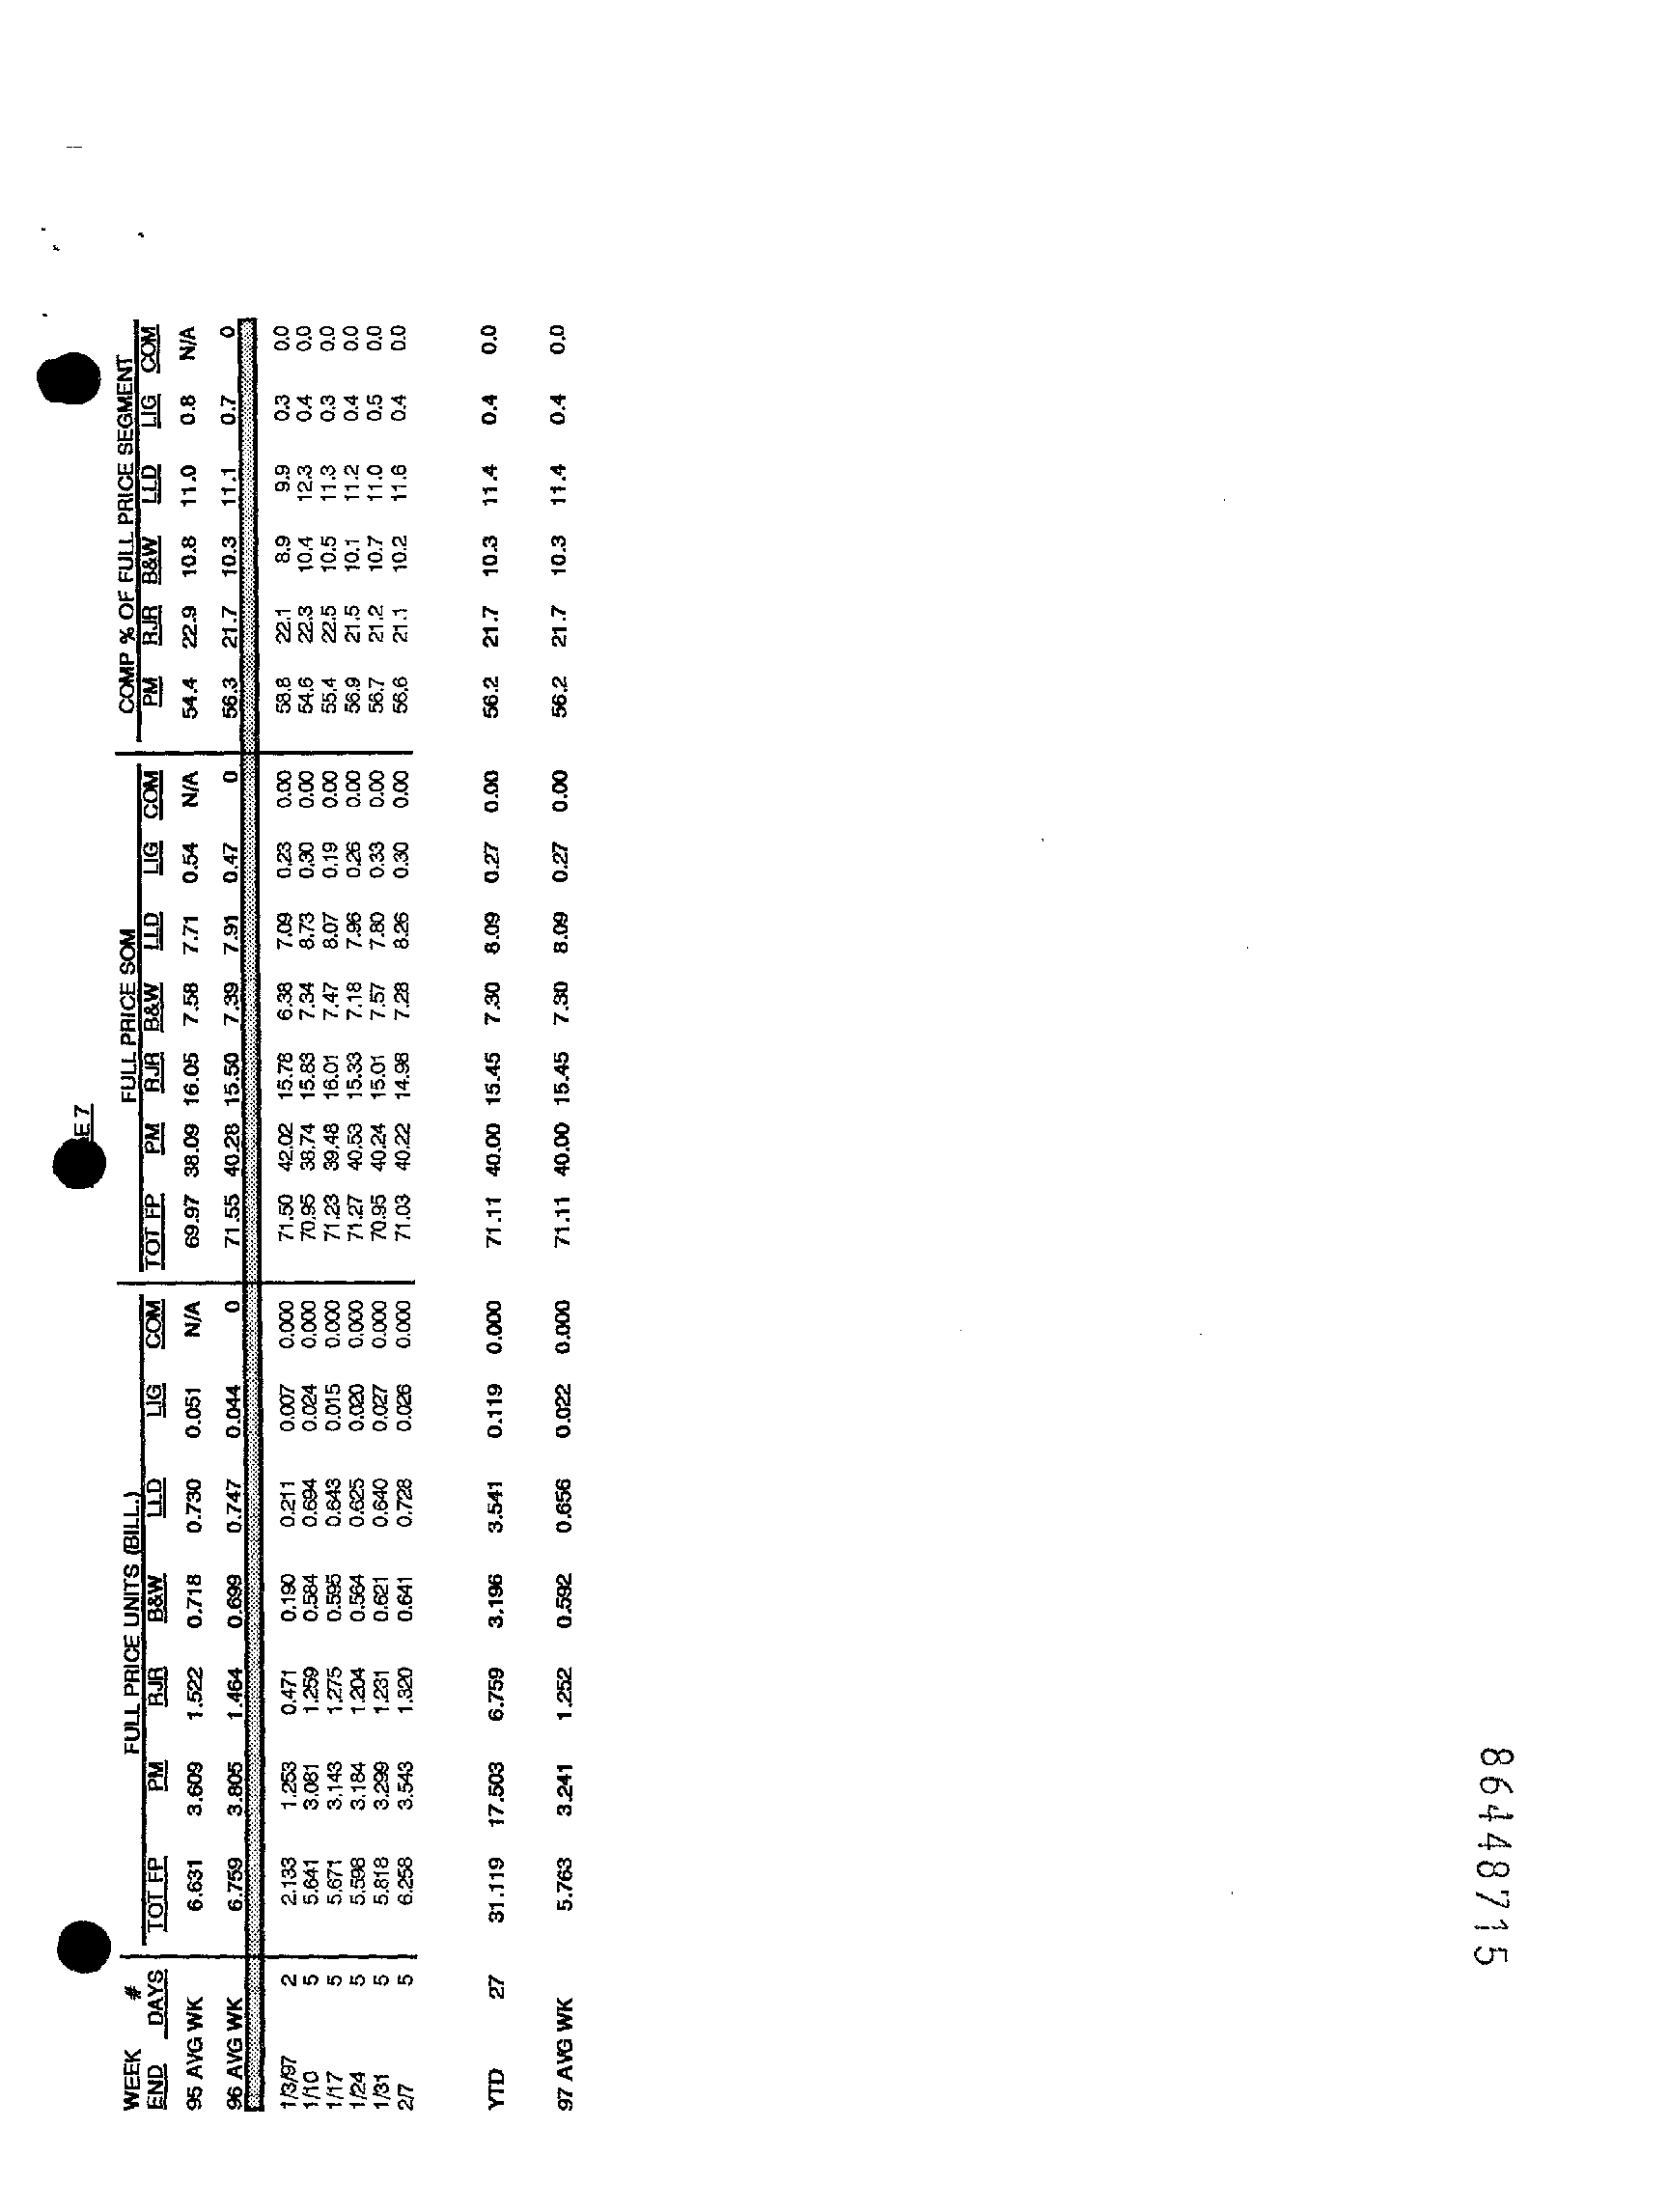 E 7
FULL PRICE UNITS (BILL.) FULL PRICE SOM COMP % OF FULL PRICE SEGMENT
WEEK #
END DAYS TOT FP PM RJR B&W LLD LIG COM TOT FP PM RJR B&W LLD LIG COM PM RJR B&W LLD LIG COM
95 AVG WK 6.631 3.609 1.522 0.718 0.730 0.051 N/A 69.97 38.09 16.05 7.58 7.71 0.54 N/A 54.4 22.9 10.8 11.0 0.8 N/A
96 AVG WK 6.759 3.805 1.464 0.699 0.747 0.044 0 71.55 40.28 15.50 7.39 7.91 0.47 0 56.3 21.7 10.3 11.1 0.7 0
1/3/97 2 2.133 1.253 0.471 0.190 0.211 0.007 0.000 71.50 42.02 15.78 6.38 7.09 0.23 0.00 58.8 22.1 8.9 9.9 0.3 0.0
1/10 5 5.641 3.081 1.259 0.584 0.694 0.024 0.000 70.95 38.74 15.83 7.34 8.73 0.30 0.00 54.6 22.3 10.4 12.3 0.4 0.0
1/17 5 5.671 3.143 1.275 0.595 0.643 0.015 0.000 71.23 39.48 16.01 7.47 8.07 0.19 0.00 55.4 22.5 10.5 11.3 0.3 0.0
1/24 5 5.598 3.184 1.204 0.564 0.625 0.020 0.000 71.27 40.53 15.33 7.18 7.96 0.26 0.00 56.9 21.5 10.1 11.2 0.4 0.0
1/31 5 5.818 3.299 1.231 0.621 0.640 0.027 0.000 70.95 40.24 15.01 7.57 7.80 0.33 0.00 56.7 21.2 10.7 11.0 0.5 0.0
2/7 5 6.258 3.543 1.320 0.641 0.728 0.026 0.000 71.03 40.22 14.98 7.28 8.26 0.30 0.00 56.6 21.1 10.2 11.6 0.4 0.0
YTD 27 31.119 17.503 6.759 3.196 3.541 0.119 0.000 71.11 40.00 15.45 7.30 8.09 0.27 0.00 56.2 21.7 10.3 11.4 0.4 0.0
97 AVG WK 5.763 3.241 1.252 0.592 0.656 0.022 0.000 71.11 40.00 15.45 7.30 8.09 0.27 0.00 56.2 21.7 10.3 11.4 0.4 0.0
86448715